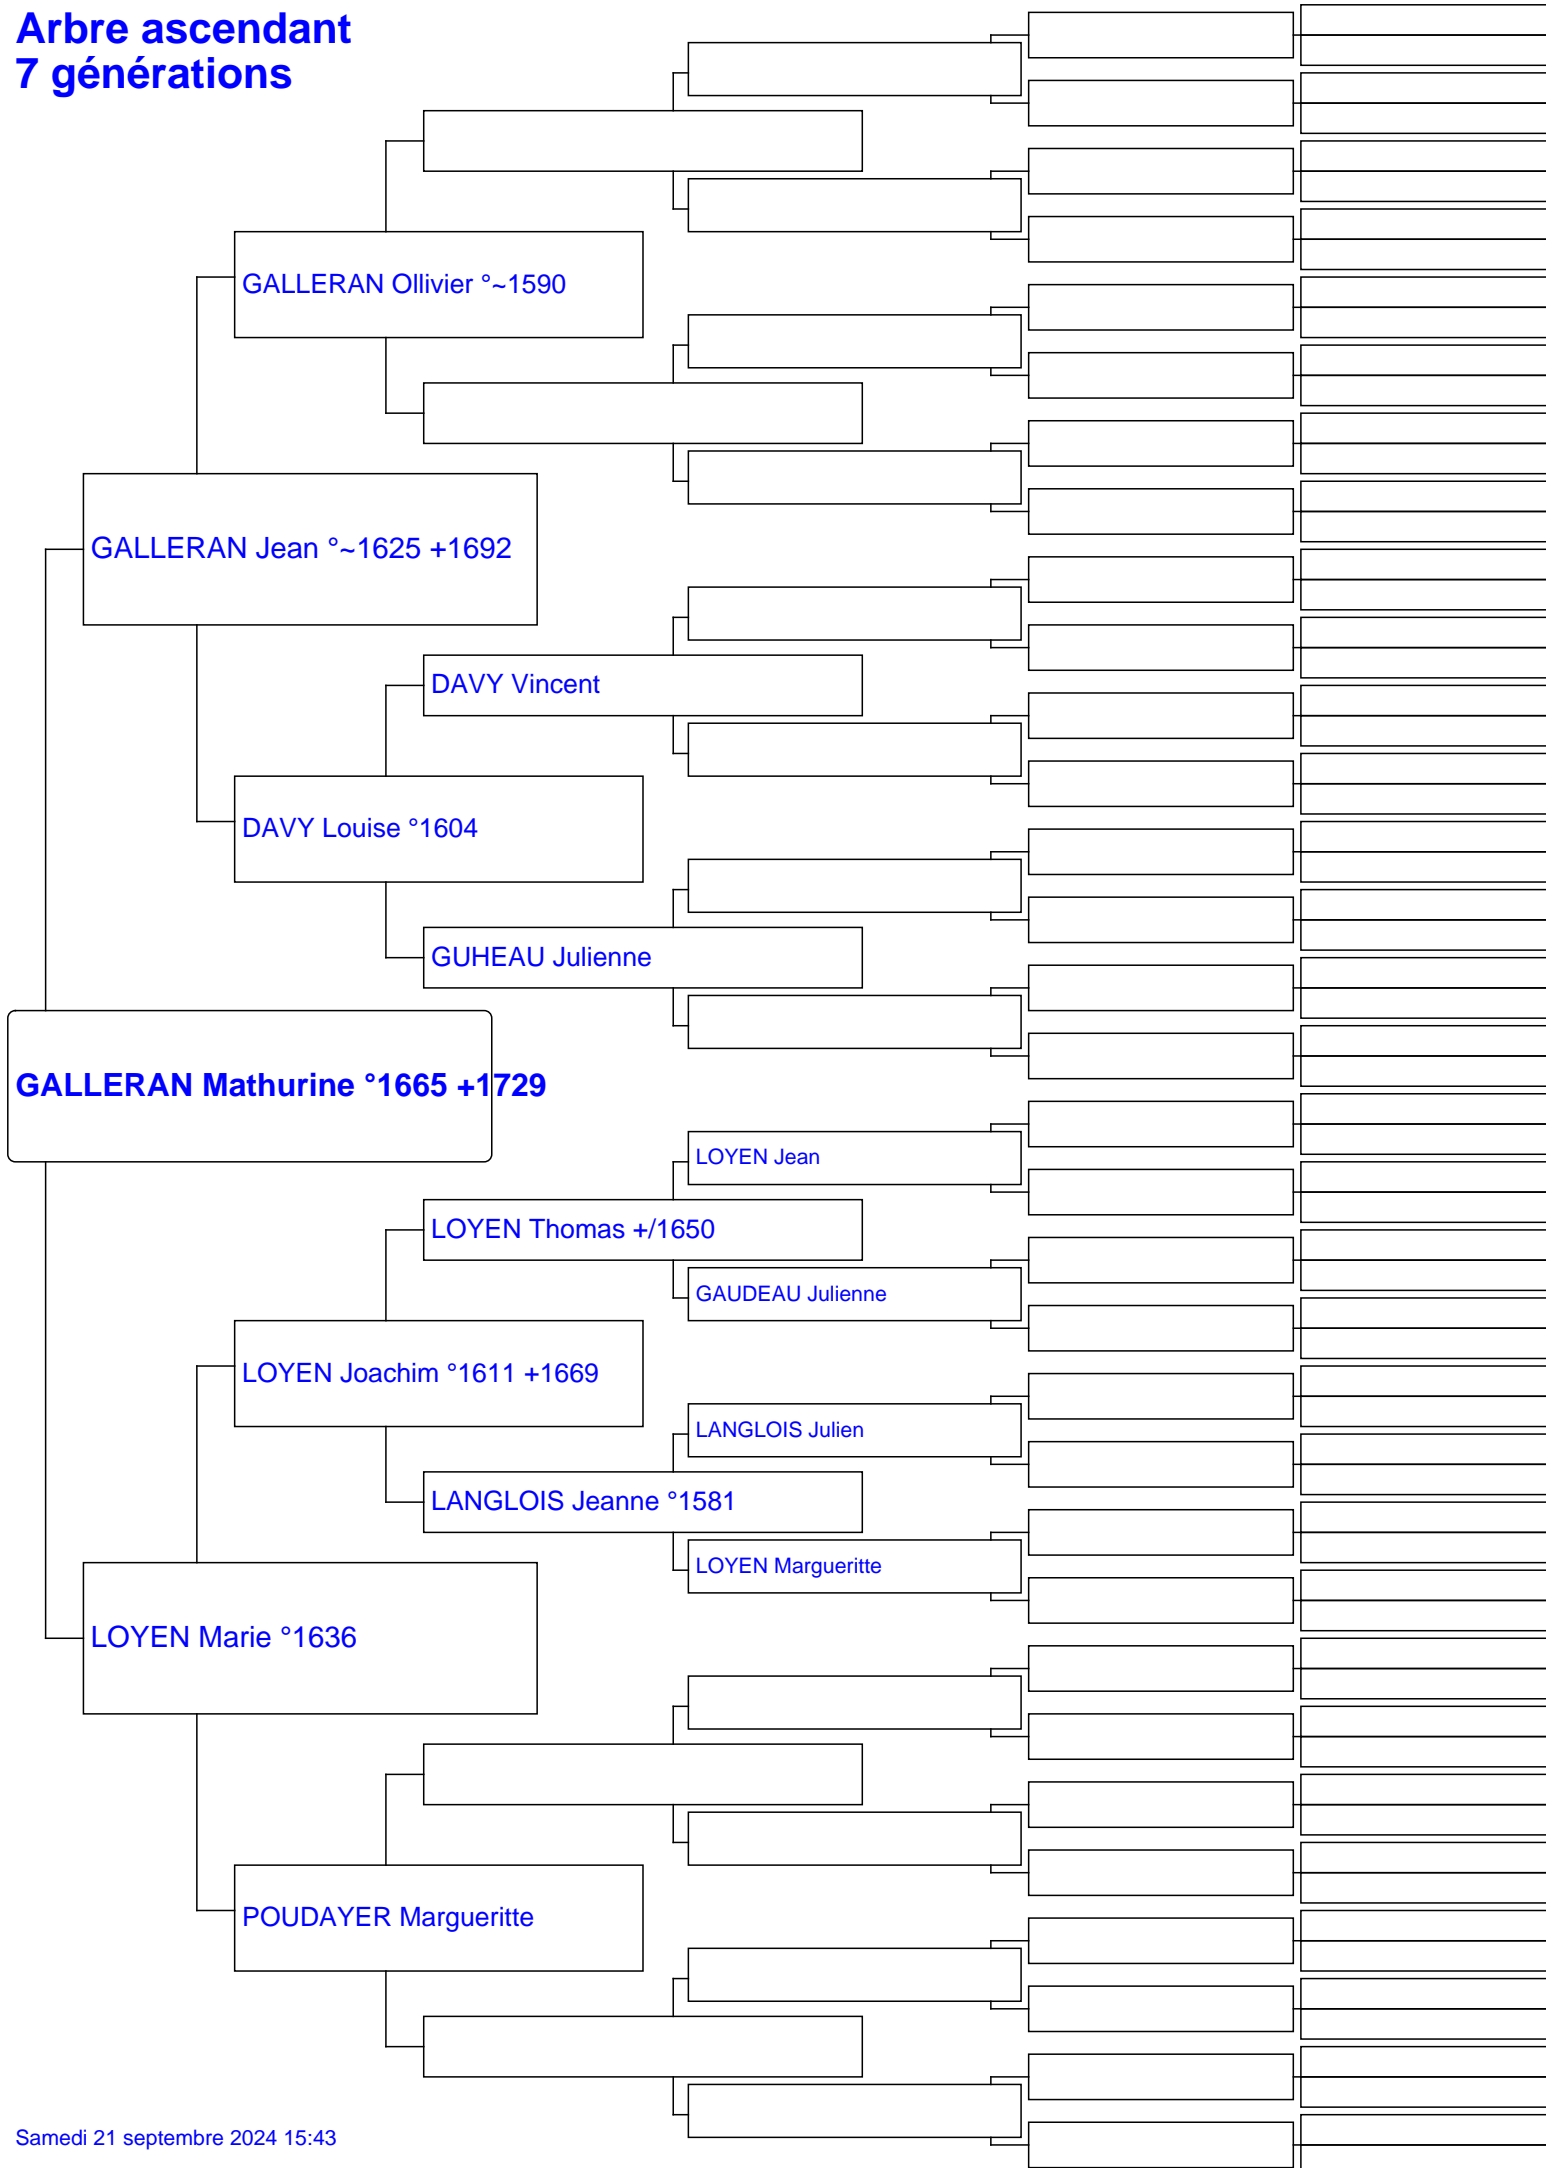 Arbre ascendant
7 générations
GALLERAN Ollivier °~1590
GALLERAN Jean °~1625 +1692
DAVY Vincent
DAVY Louise °1604
GUHEAU Julienne
GALLERAN Mathurine °1665 +1729
LOYEN Jean
LOYEN Thomas +/1650
GAUDEAU Julienne
LOYEN Joachim °1611 +1669
LANGLOIS Julien
LANGLOIS Jeanne °1581
LOYEN Margueritte
LOYEN Marie °1636
POUDAYER Margueritte
Samedi 21 septembre 2024 15:43